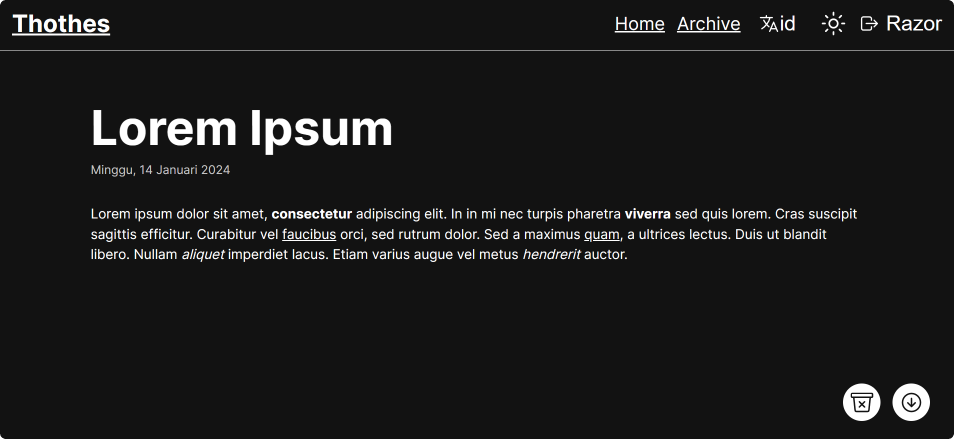 Thothes
Home Archive id Razor
Lorem Ipsum
Minggu, 14 Januari 2024
Lorem ipsum dolor sit amet, consectetur adipiscing elit. In in mi nec turpis pharetra viverra sed quis lorem. Cras suscipit
sagittis efficitur. Curabitur vel faucibus orci, sed rutrum dolor. Sed a maximus quam, a ultrices lectus. Duis ut blandit
libero. Nullam aliquet imperdiet lacus. Etiam varius augue vel metus hendrerit auctor.